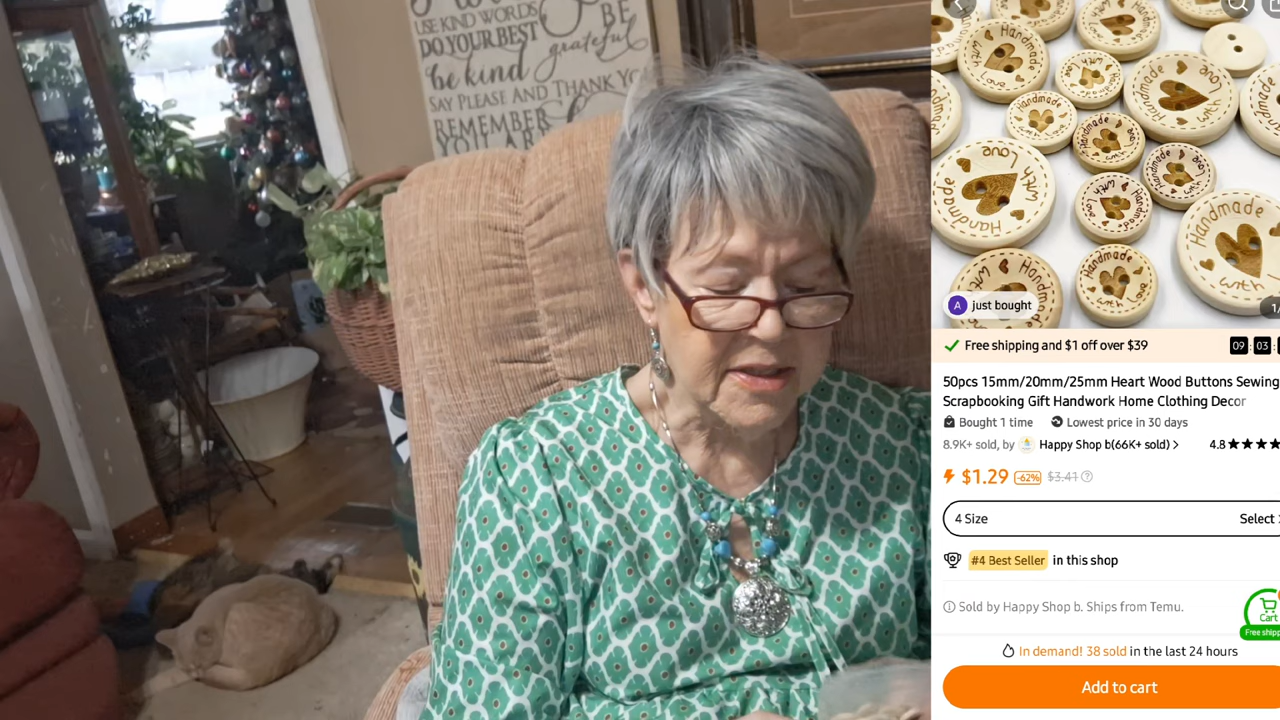 USE KIND WORDS
BE
DO YOUR BEST
grateful
be kind
SAY PLEASE AND THANK YO
REMEMBER
YOU AR
Handmade with Love
A just bought
1/
Free shipping and $1 off over $39
09 : 03 :
50pcs 15mm/20mm/25mm Heart Wood Buttons Sewing
Scrapbooking Gift Handwork Home Clothing Decor
Bought 1 time
Lowest price in 30 days
8.9K+ sold, by Happy Shop b(66K+ sold) >
4.8★★★★
$1.29 -62% $3.41
4 Size
Select
#4 Best Seller in this shop
Sold by Happy Shop b. Ships from Temu.
Cart
Free shipp
In demand! 38 sold in the last 24 hours
Add to cart